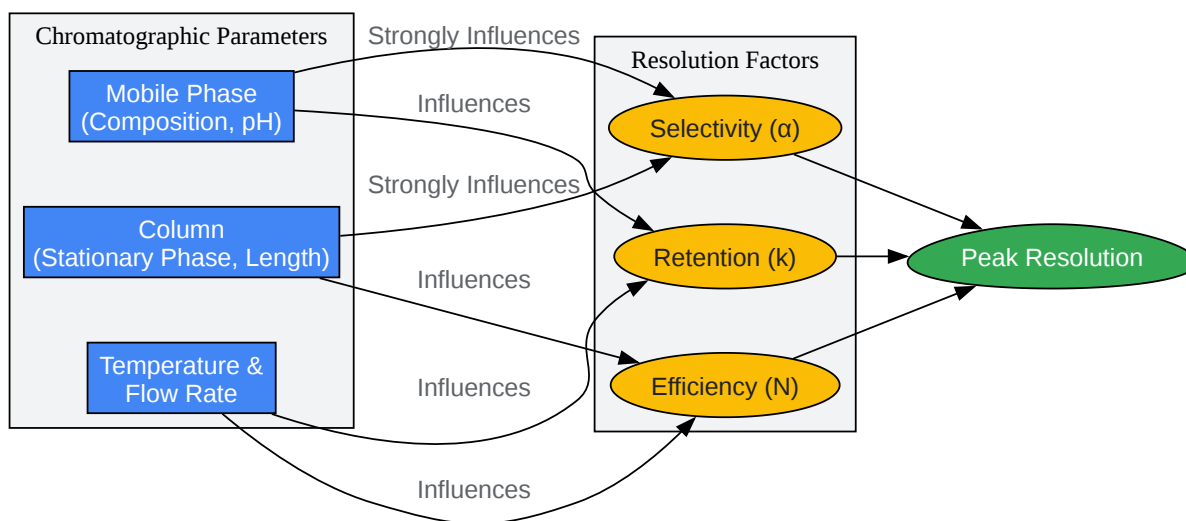 Chromatographic Parameters
Mobile Phase
(Composition, pH)
Column
(Stationary Phase, Length)
Temperature &
Flow Rate
Strongly Influences
Influences
Strongly Influences
Influences
Influences
Influences
Resolution Factors
Selectivity (α)
Retention (k)
Efficiency (N)
Peak Resolution